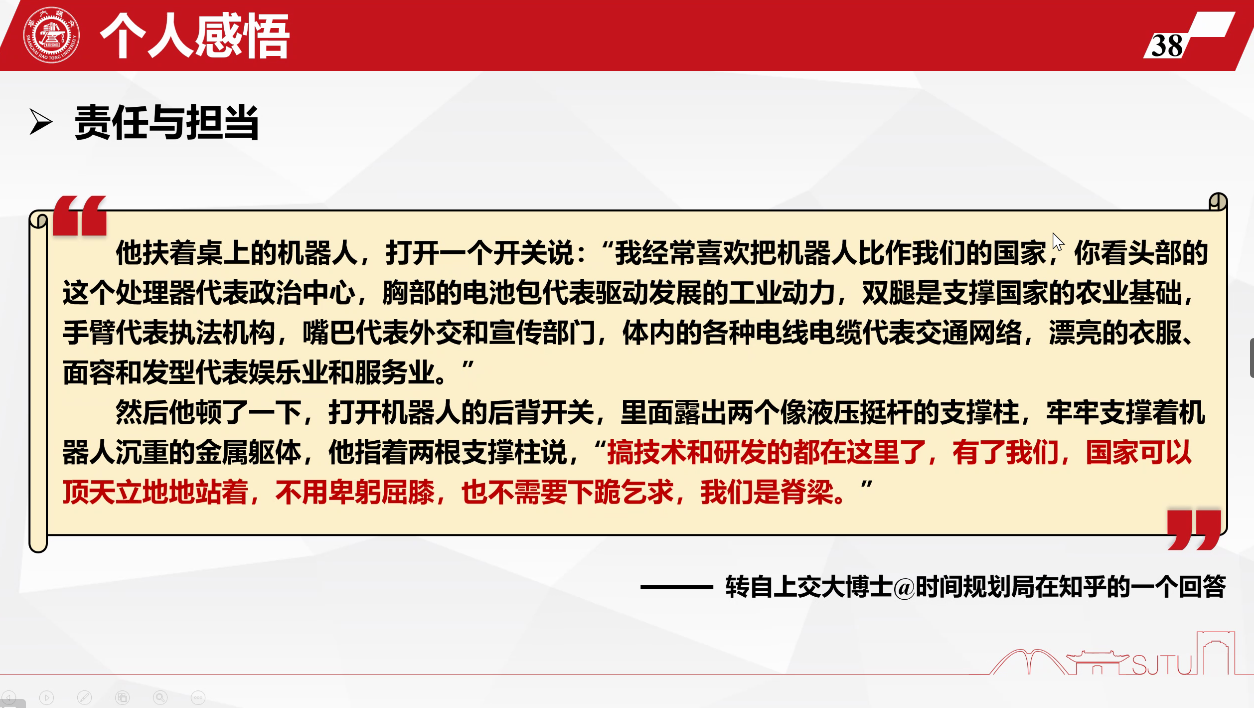 个人感悟
38
责任与担当
他扶着桌上的机器人，打开一个开关说：“我经常喜欢把机器人比作我们的国家，你看头部的
这个处理器代表政治中心，胸部的电池包代表驱动发展的工业动力，双腿是支撑国家的农业基础，
手臂代表执法机构，嘴巴代表外交和宣传部门，体内的各种电线电缆代表交通网络，漂亮的衣服、
面容和发型代表娱乐业和服务业。”
然后他顿了一下，打开机器人的后背开关，里面露出两个像液压挺杆的支撑柱，牢牢支撑着机
器人沉重的金属躯体，他指着两根支撑柱说，“搞技术和研发的都在这里了，有了我们，国家可以
顶天立地地站着，不用卑躬屈膝，也不需要下跪乞求，我们是脊梁。”
—— 转自上交大博士@时间规划局在知乎的一个回答
SJTU